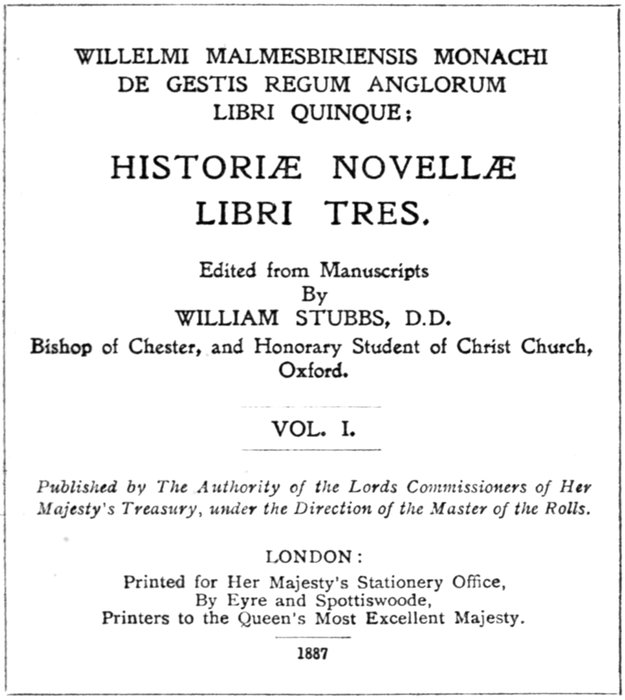 WILLELMI MALMESBIRIENSIS MONACHI
DE GESTIS REGUM ANGLORUM
LIBRI QUINQUE;
HISTORIÆ NOVELLÆ
LIBRI TRES.
Edited from Manuscripts
By
WILLIAM STUBBS, D.D.
Bishop of Chester, and Honorary Student of Christ Church,
Oxford.
VOL. I.
Published by The Authority of the Lords Commissioners of Her
Majesty's Treasury, under the Direction of the Master of the Rolls.
LONDON:
Printed for Her Majesty's Stationery Office,
By Eyre and Spottiswoode,
Printers to the Queen's Most Excellent Majesty.
1887